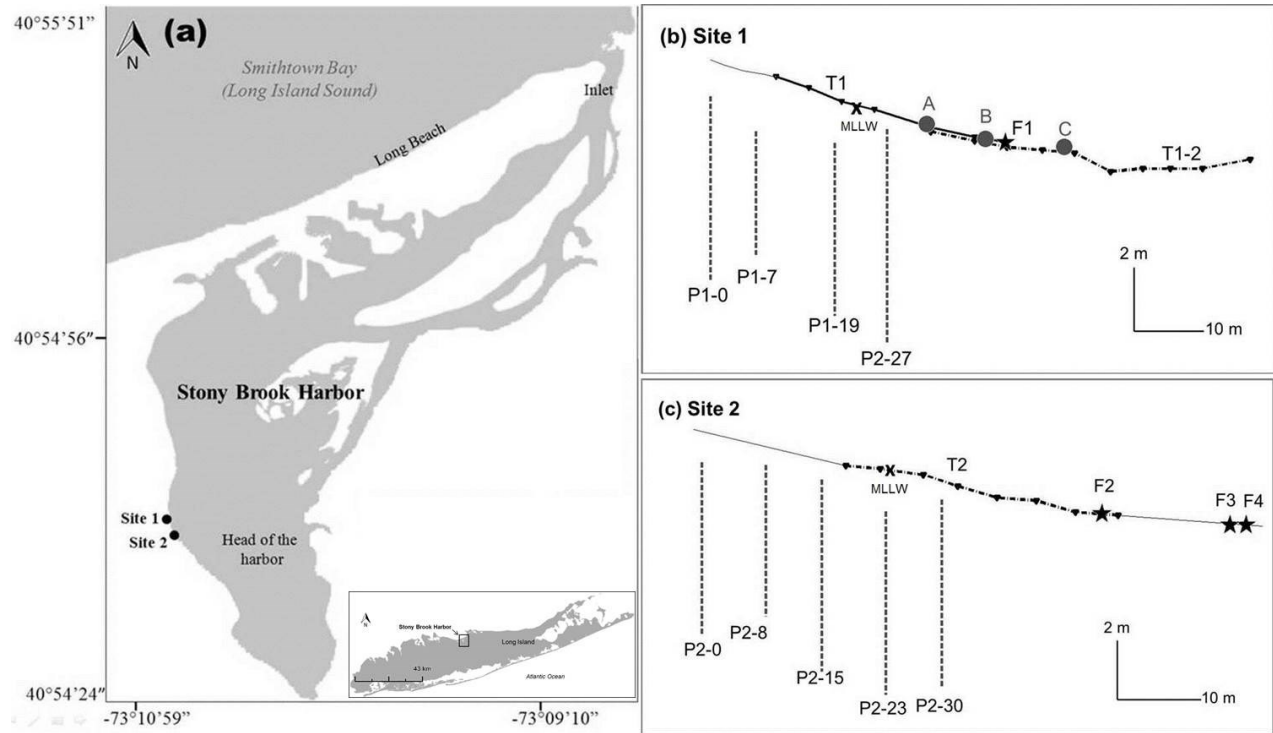 40°55'51"
(a)
N
Smithtown Bay
(Long Island Sound)
Inlet
Long Beach
40°54'56"
Stony Brook Harbor
Site 1
Site 2
Head of the
harbor
N
Stony Brook Harbor
Long Island
43 km
Atlantic Ocean
40°54'24"
-73°10'59"
-73°09'10"
(b) Site 1
T1
A
B
F1
C
MLLW
T1-2
P1-0
P1-7
P1-19
P2-27
2 m
10 m
(c) Site 2
T2
MLLW
F2
F3 F4
P2-0
P2-8
P2-15
P2-23
P2-30
2 m
10 m